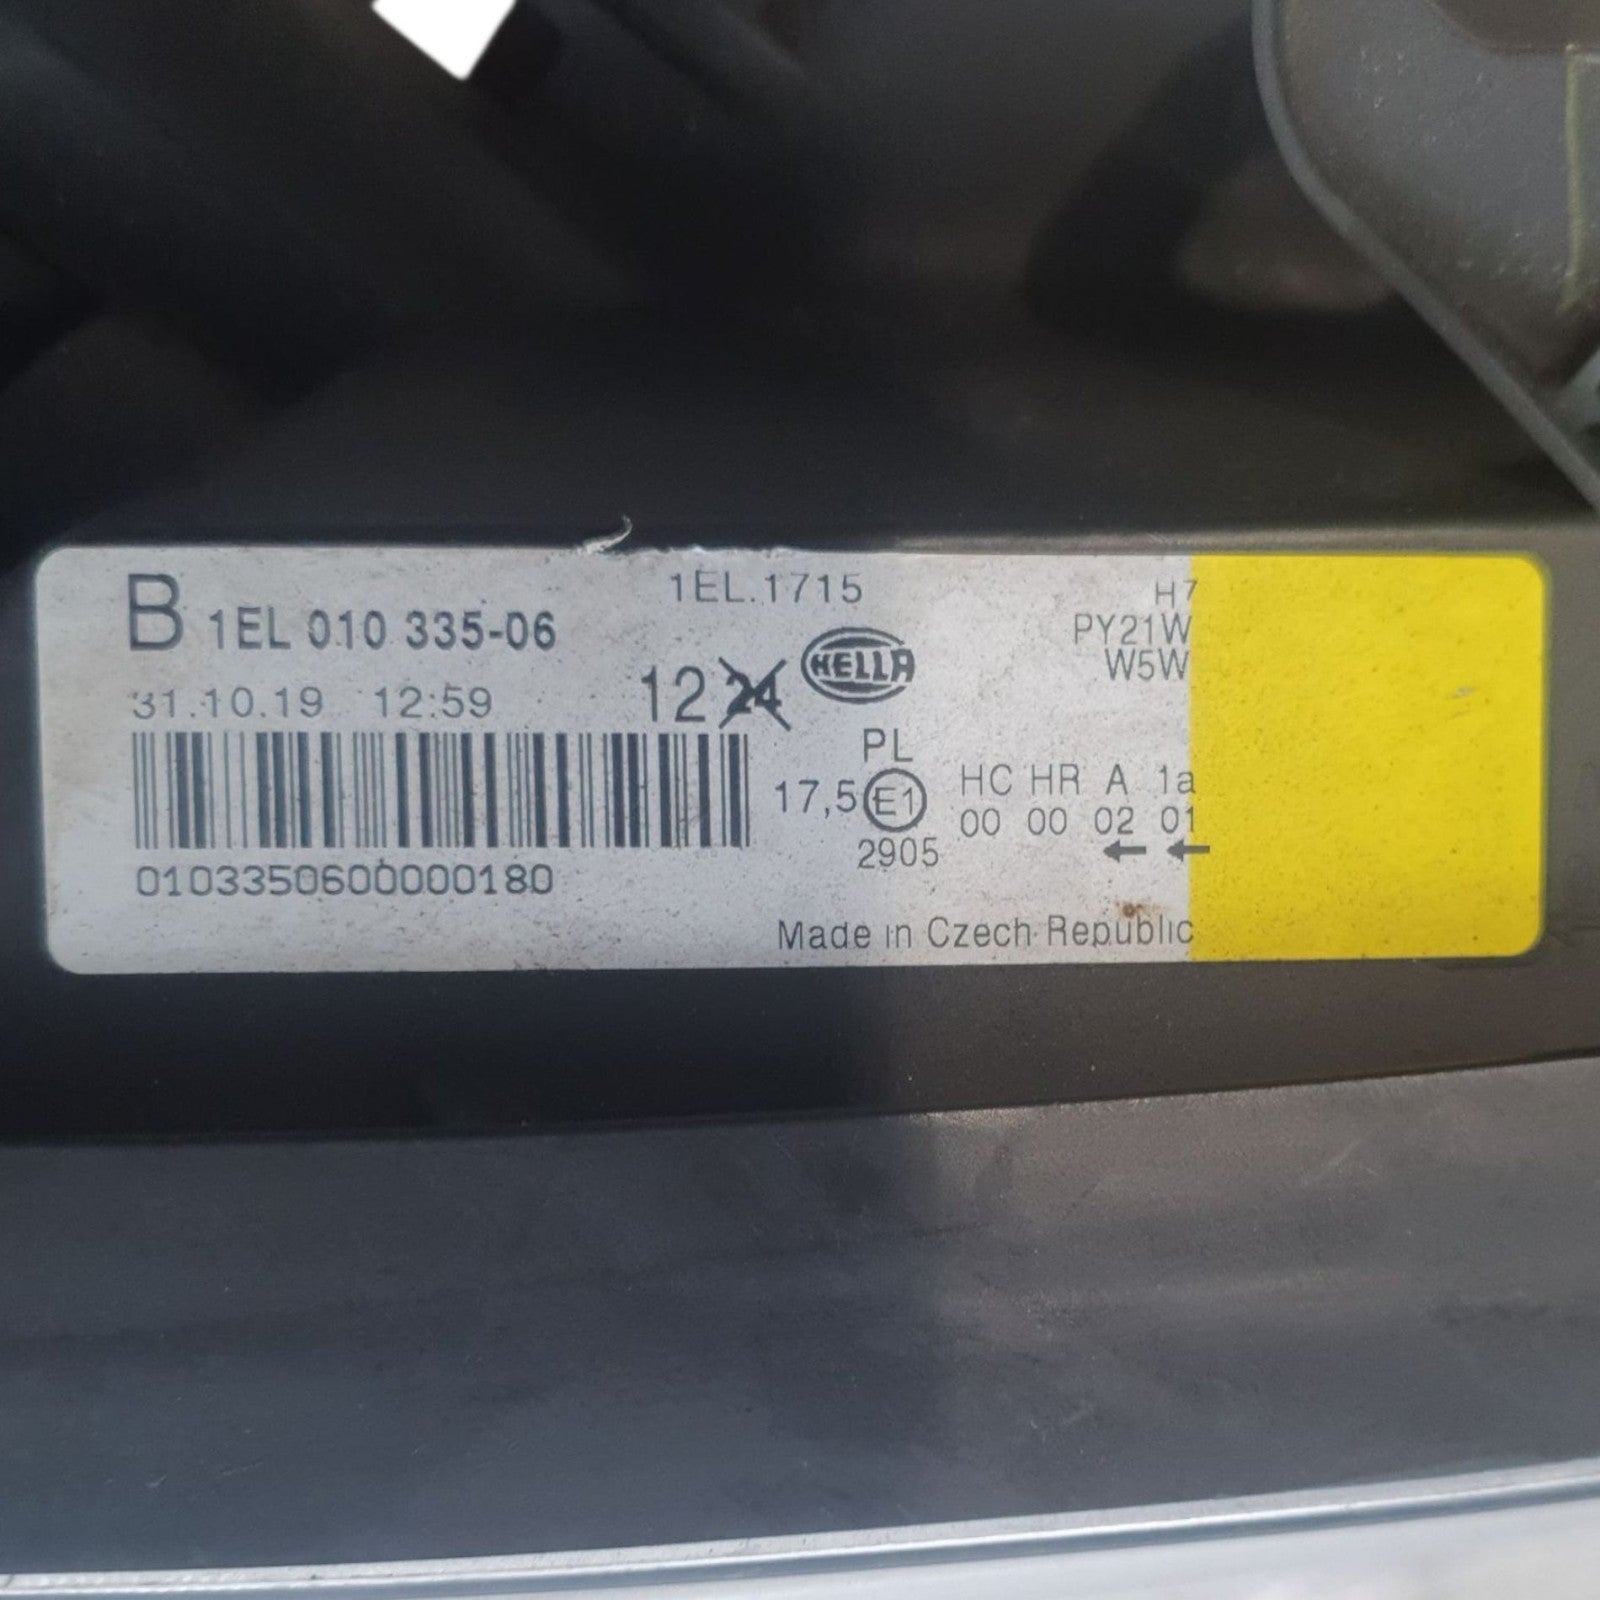 1EL.1715
H7
B 1EL 010 335-06
PY21W
W5W
31.10.19 12:59
12 24
HELLA
PL
17,5 E1
HC HR A 1a
00 00 02 01
2905
0103350600000180
Made in Czech Republic